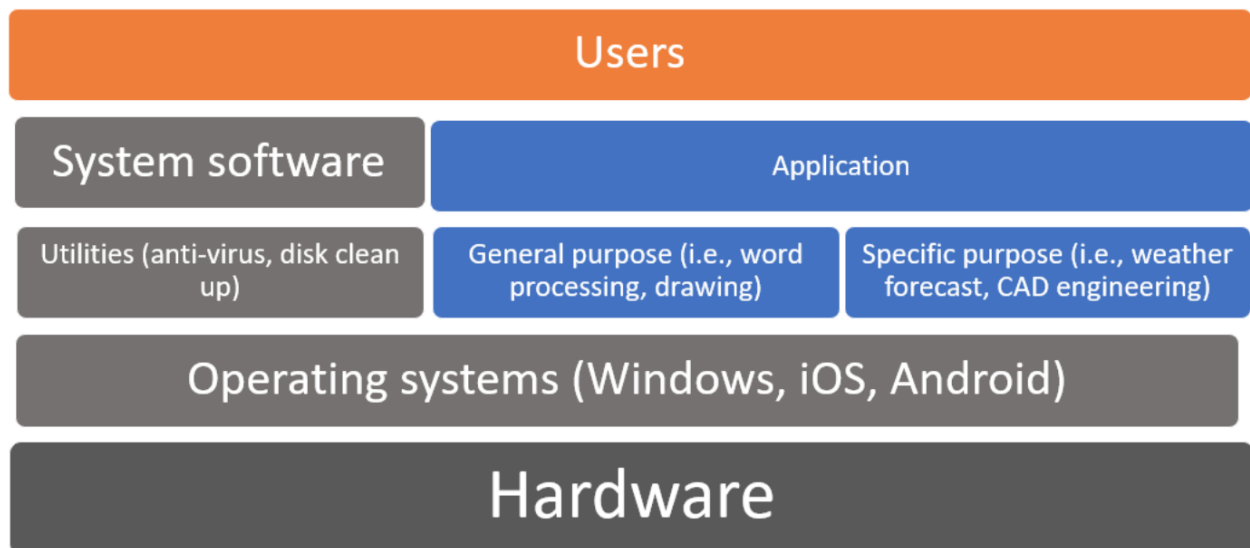 Users
System software
Application
Utilities (anti-virus, disk clean
up)
General purpose (i.e., word
processing, drawing)
Specific purpose (i.e., weather
forecast, CAD engineering)
Operating systems (Windows, iOS, Android)
Hardware